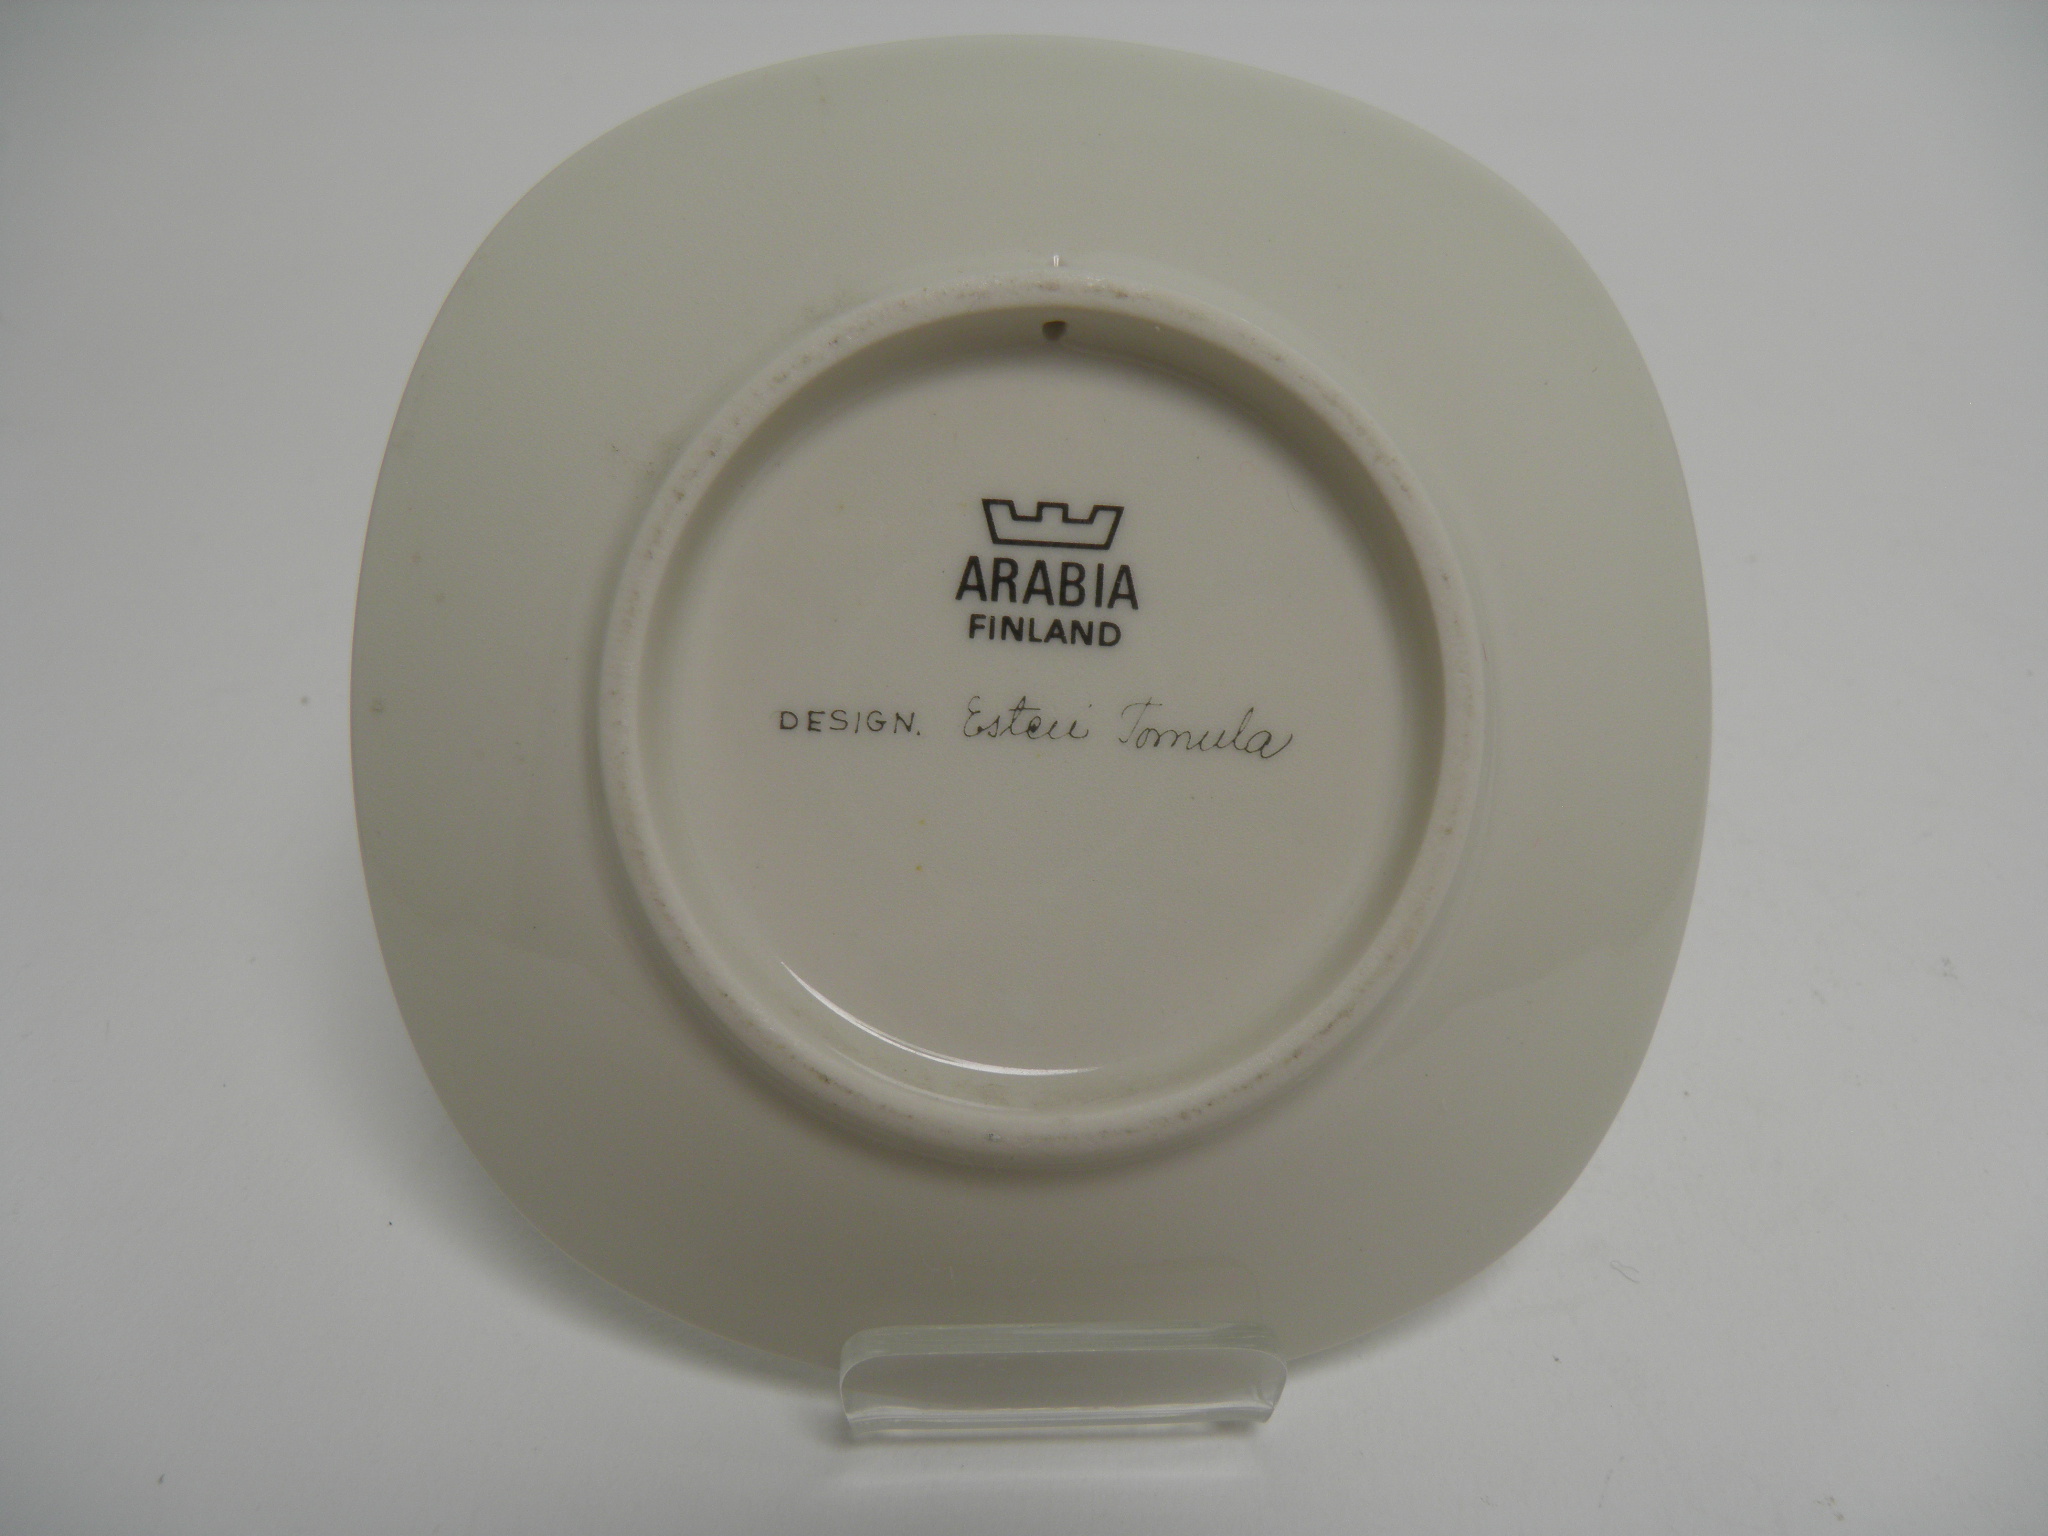 ARABIA
FINLAND
DESIGN. Esteri Tomula